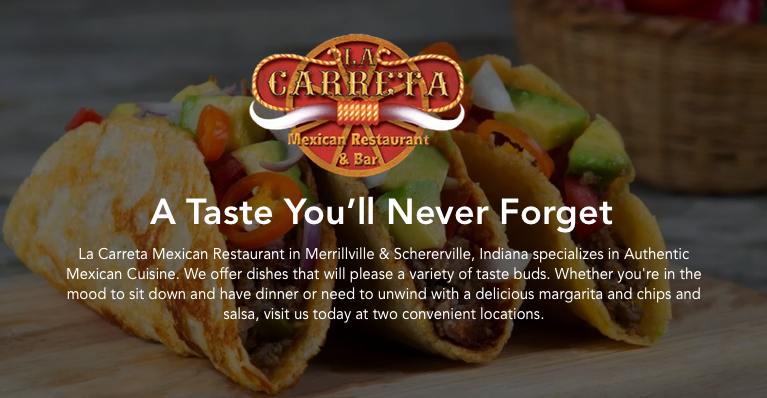 LA
CARRETA
Mexican Restaurant
& Bar
A Taste You’ll Never Forget
La Carreta Mexican Restaurant in Merrillville & Schererville, Indiana specializes in Authentic
Mexican Cuisine. We offer dishes that will please a variety of taste buds. Whether you're in the
mood to sit down and have dinner or need to unwind with a delicious margarita and chips and
salsa, visit us today at two convenient locations.